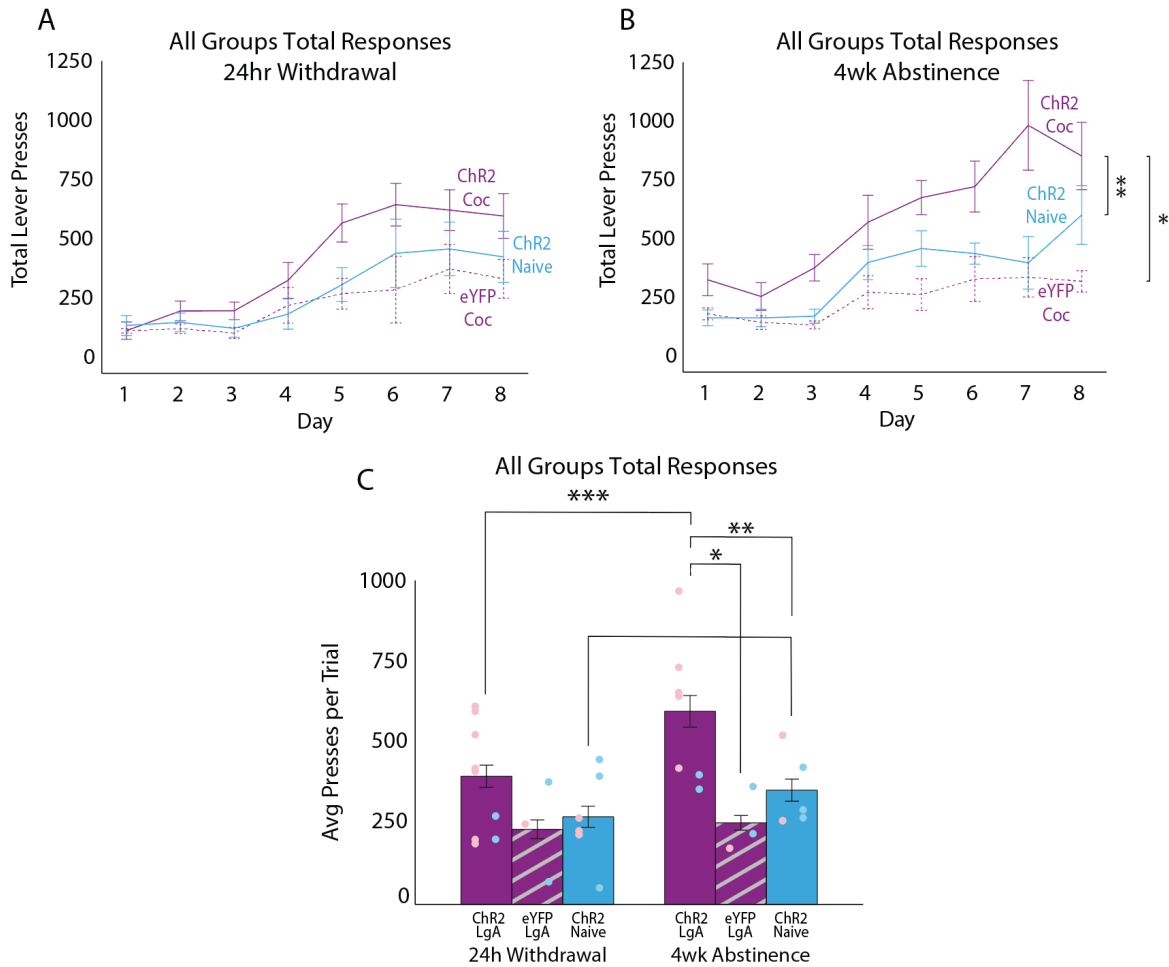 A
All Groups Total Responses
24hr Withdrawal
Total Lever Presses
1250
1000
750
500
250
0
ChR2
Coc
ChR2
Naive
eYFP
Coc
1 2 3 4 5 6 7 8
Day
B
All Groups Total Responses
4wk Abstinence
Total Lever Presses
1250
1000
750
500
250
0
ChR2
Coc
ChR2
Naive
eYFP
Coc
**
*
1 2 3 4 5 6 7 8
Day
C
All Groups Total Responses
***
**
*
Avg Presses per Trial
1000
750
500
250
0
ChR2 eYFP ChR2 ChR2 eYFP ChR2
LgA LgA Naive LgA LgA Naive
24h Withdrawal 4wk Abstinence